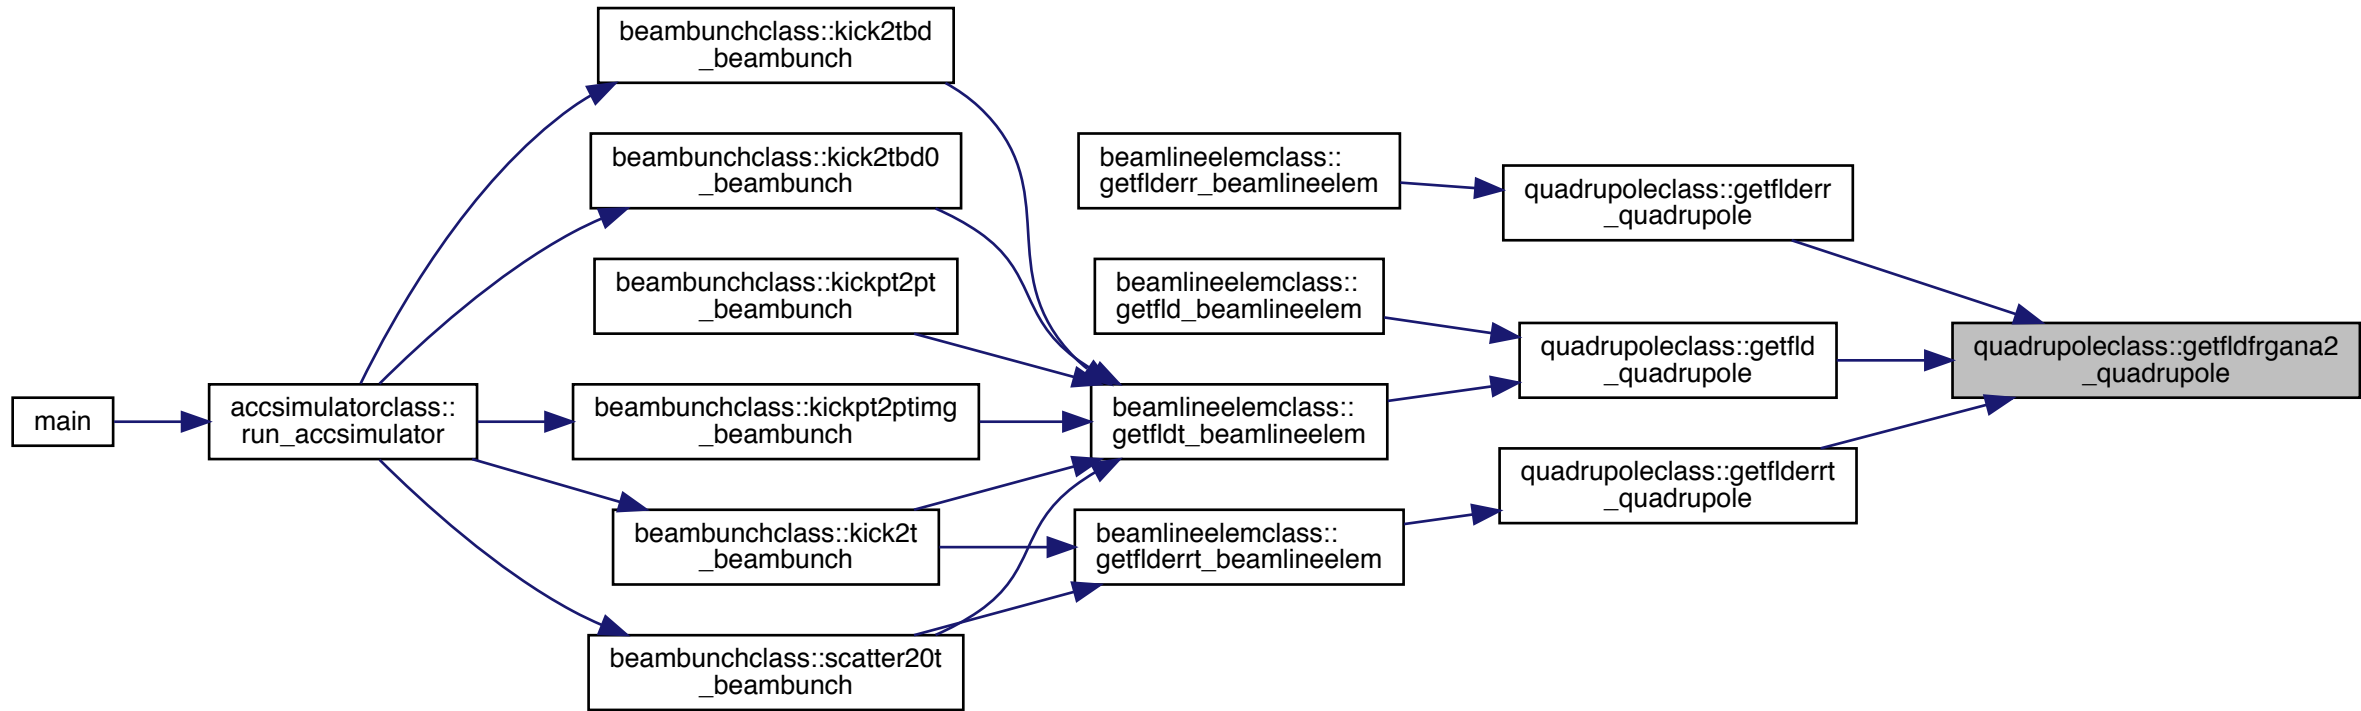 beambunchclass::kick2tbd
_beambunch
beambunchclass::kick2tbd0
_beambunch
beambunchclass::kickpt2pt
_beambunch
main
accsimulatorclass::
run_accsimulator
beambunchclass::kickpt2ptimg
_beambunch
beambunchclass::kick2t
_beambunch
beambunchclass::scatter20t
_beambunch
beamlineelemclass::
getflderr_beamlineelem
beamlineelemclass::
getfld_beamlineelem
beamlineelemclass::
getfldt_beamlineelem
beamlineelemclass::
getflderrt_beamlineelem
quadrupoleclass::getflderr
_quadrupole
quadrupoleclass::getfld
_quadrupole
quadrupoleclass::getflderrt
_quadrupole
quadrupoleclass::getfldfrgana2
_quadrupole